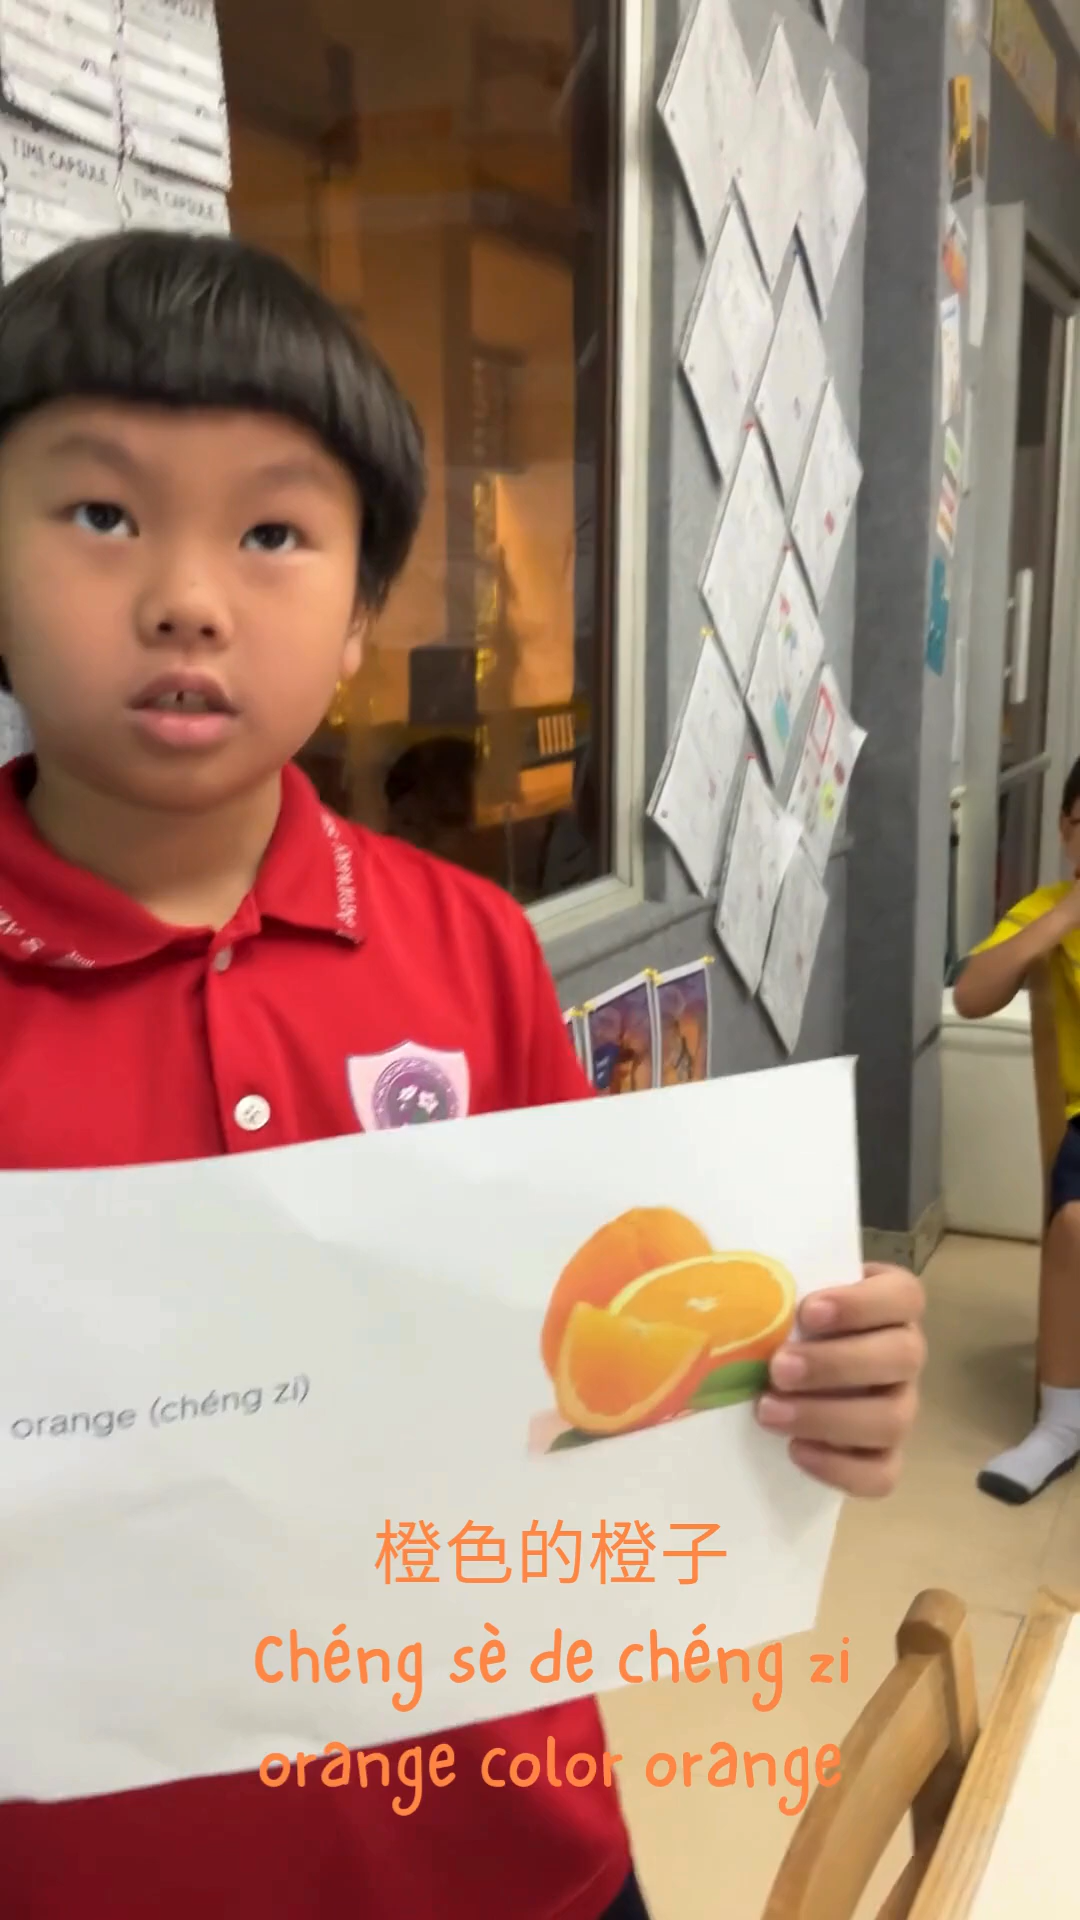 TIME CAPSULE
TIME CAPSULE
orange (chéng zi)
橙色的橙子
Chéng sè de chéng zi
orange color orange